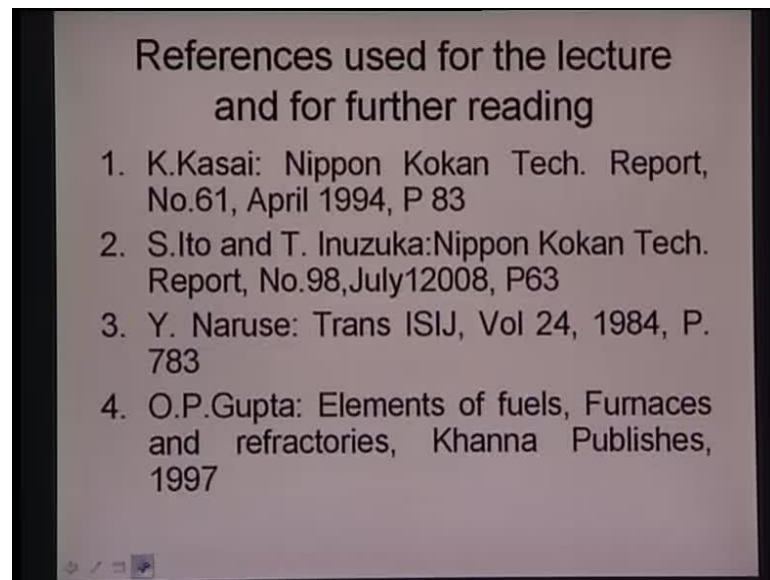 References used for the lecture
and for further reading
1. K.Kasai: Nippon Kokan Tech. Report,
No.61, April 1994, P 83
2. S.Ito and T. Inuzuka:Nippon Kokan Tech.
Report, No.98,July12008, P63
3. Y. Naruse: Trans ISIJ, Vol 24, 1984, P.
783
4. O.P.Gupta: Elements of fuels, Furnaces
and refractories, Khanna Publishes,
1997